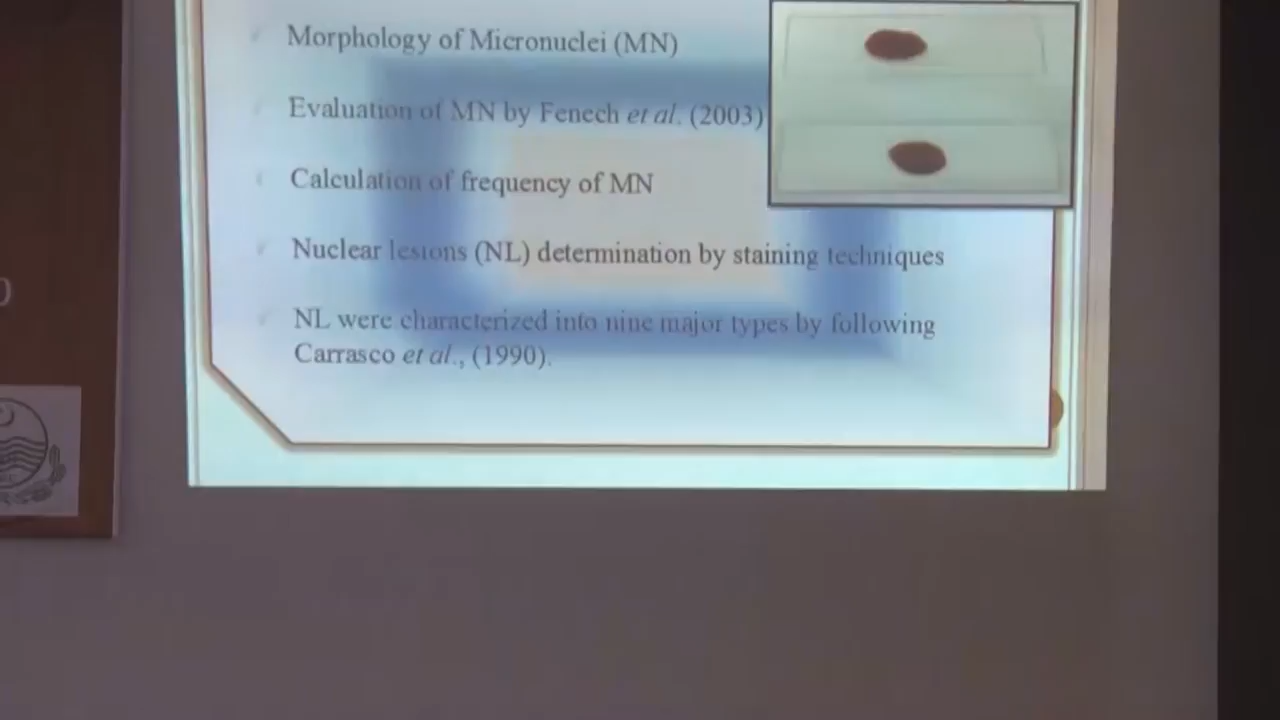 Morphology of Micronuclei (MN)
Evaluation of MN by Fenech et al. (2003)
Calculation of frequency of MN
Nuclear lesions (NL) determination by staining techniques
NL were characterized into nine major types by following
Carrasco et al., (1990).